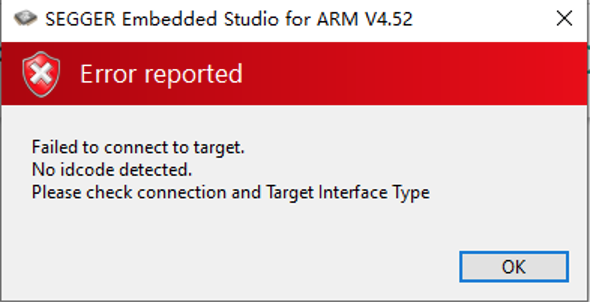 SEGGER Embedded Studio for ARM V4.52
Error reported
Failed to connect to target.
No idcode detected.
Please check connection and Target Interface Type
OK